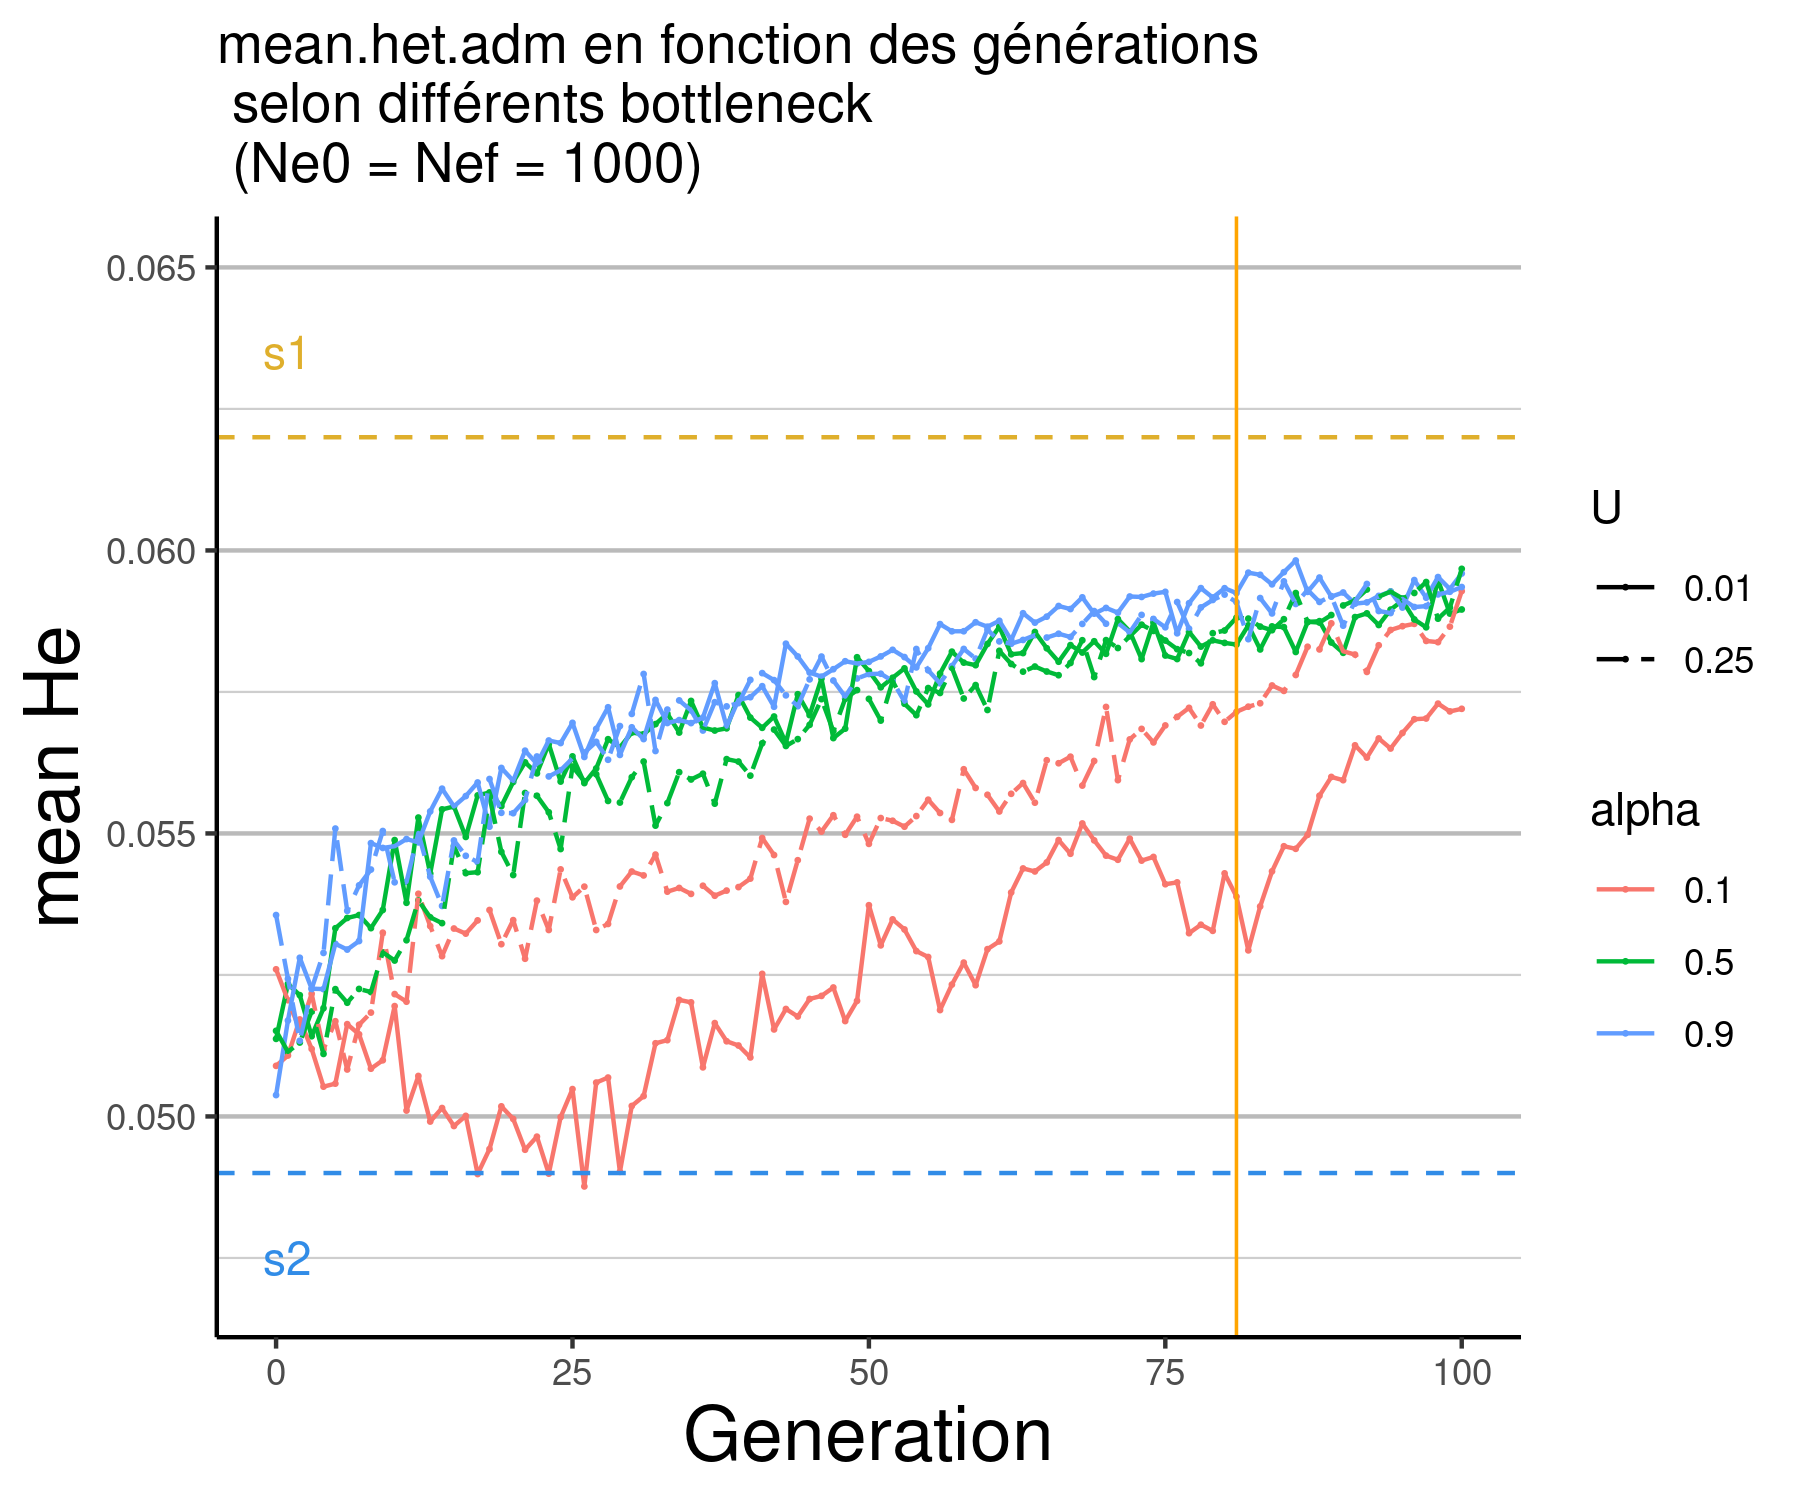 mean.het.adm en fonction des générations
selon différents bottleneck
(Ne0 = Nef = 1000)
mean He
0.065
0.060
0.055
0.050
s1
s2
0
25
50
75
100
Generation
U
0.01
0.25
alpha
0.1
0.5
0.9